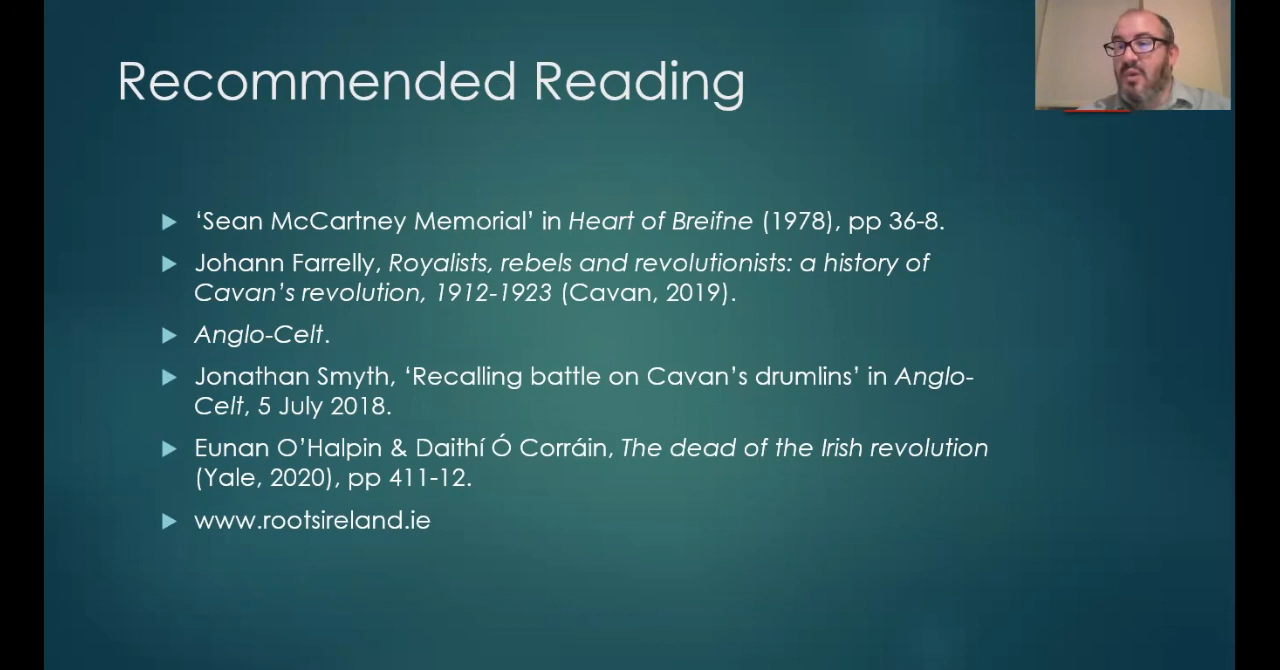 Recommended Reading
‘Sean McCartney Memorial’ in Heart of Breifne (1978), pp 36-8.
Johann Farrelly, Royalists, rebels and revolutionists: a history of
Cavan’s revolution, 1912-1923 (Cavan, 2019).
Anglo-Celt.
Jonathan Smyth, ‘Recalling battle on Cavan’s drumlins’ in Anglo-
Celt, 5 July 2018.
Eunan O’Halpin & Daithí Ó Corráin, The dead of the Irish revolution
(Yale, 2020), pp 411-12.
www.rootsireland.ie